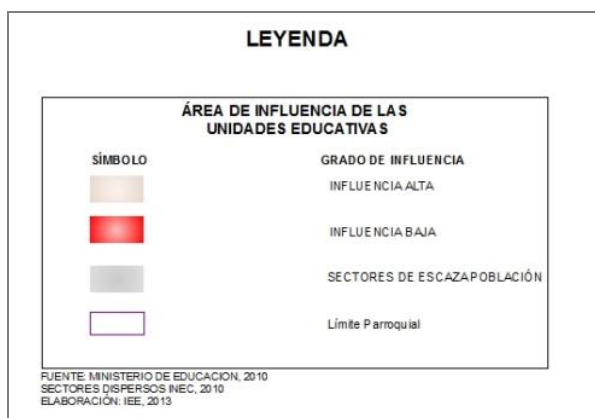 LEYENDA
ÁREA DE INFLUENCIA DE LAS
UNIDADES EDUCATIVAS
SÍMBOLO GRADO DE INFLUENCIA
INFLUENCIA ALTA
INFLUENCIA BAJA
SECTORES DE ESCAZA POBLACIÓN
Límite Parroquial
FUENTE: MINISTERIO DE EDUCACION, 2010
SECTORES DISPERSOS INEC, 2010
ELABORACIÓN: IEE, 2013